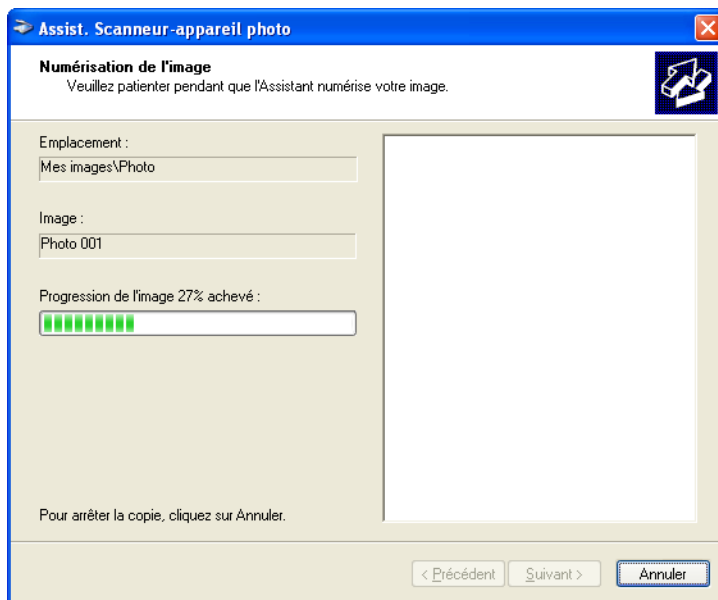 Assist. Scanneur-appareil photo
Numérisation de l'image
Veuillez patienter pendant que l'Assistant numérise votre image.
Emplacement :
Mes images\Photo
Image :
Photo 001
Progression de l'image 27% achevé :
Pour arrêter la copie, cliquez sur Annuler.
< Précédent
Suivant >
Annuler